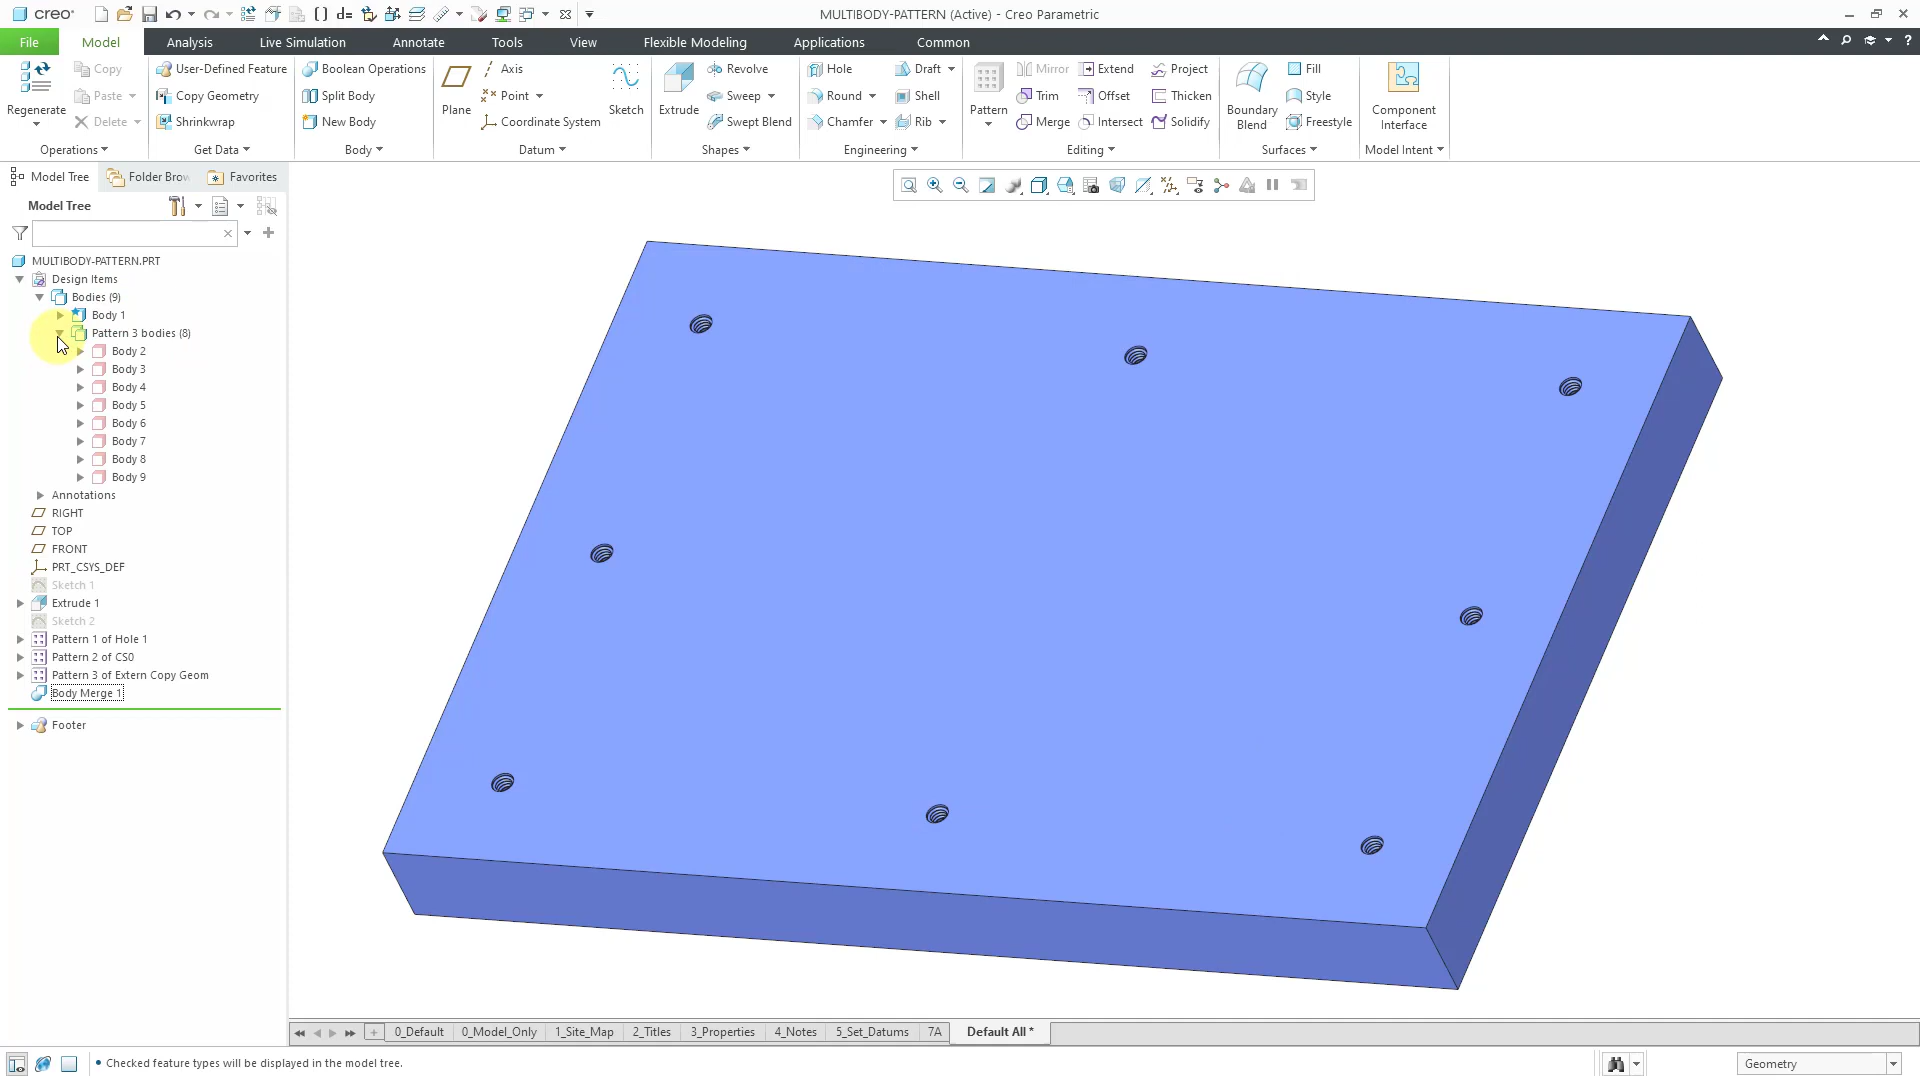 creo
MULTIBODY-PATTERN (Active) - Creo Parametric
File Model Analysis Live Simulation Annotate Tools View Flexible Modeling Applications Common
Regenerate
Copy
Paste
Delete
Operations
User-Defined Feature
Copy Geometry
Shrinkwrap
Get Data
Boolean Operations
Split Body
New Body
Body
Plane
Axis
Point
Coordinate System
Sketch
Datum
Extrude
Revolve
Sweep
Swept Blend
Shapes
Hole
Round
Chamfer
Draft
Shell
Rib
Engineering
Pattern
Mirror
Trim
Merge
Extend
Offset
Intersect
Project
Thicken
Solidify
Editing
Boundary
Blend
Fill
Style
Freestyle
Surfaces
Component
Interface
Model Intent
Model Tree Folder Brow Favorites
Model Tree
MULTIBODY-PATTERN.PRT
Design Items
Bodies (9)
Body 1
Pattern 3 bodies (8)
Body 2
Body 3
Body 4
Body 5
Body 6
Body 7
Body 8
Body 9
Annotations
RIGHT
TOP
FRONT
PRT_CSYS_DEF
Sketch 1
Extrude 1
Sketch 2
Pattern 1 of Hole 1
Pattern 2 of CS0
Pattern 3 of Extern Copy Geom
Body Merge 1
Footer
0_Default 0_Model_Only 1_Site_Map 2_Titles 3_Properties 4_Notes 5_Set_Datums 7A Default All *
• Checked feature types will be displayed in the model tree.
Geometry